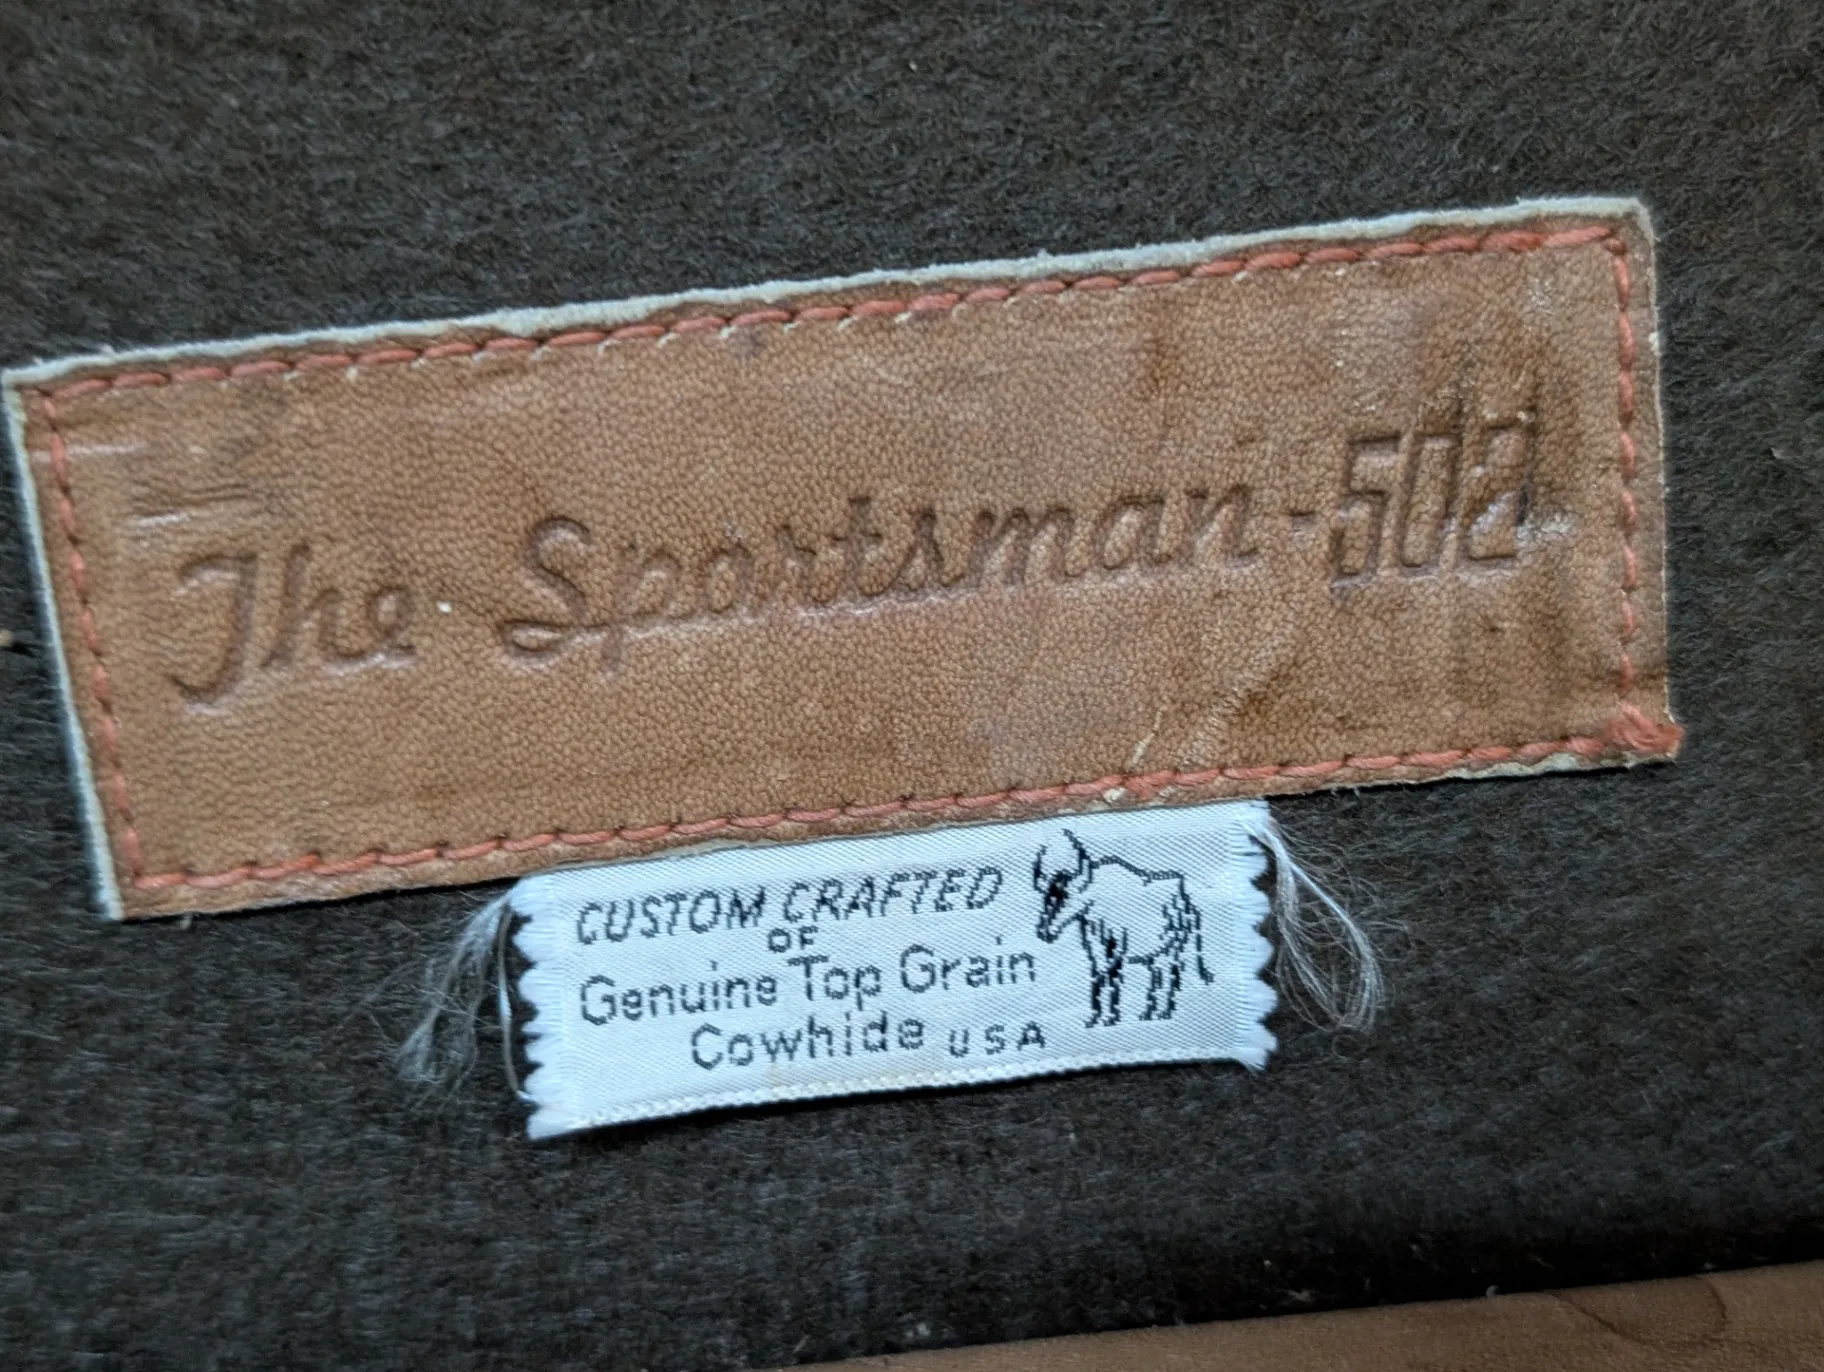 The Sportsman-502
CUSTOM CRAFTED
OF
Genuine Top Grain
Cowhide USA